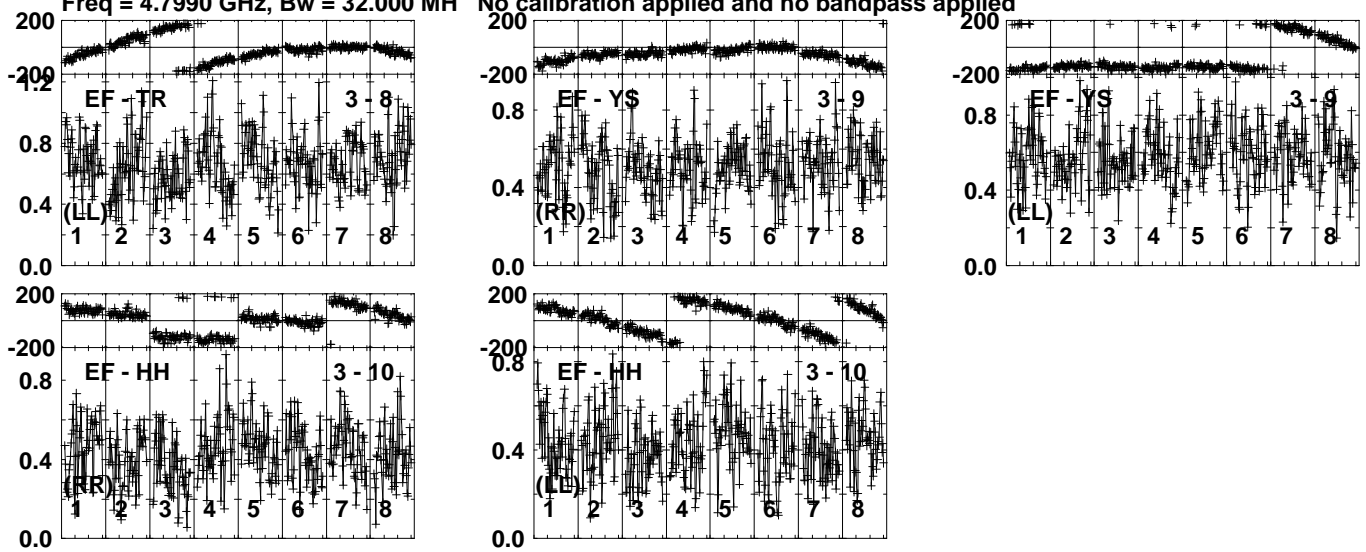 Freq = 4.7990 GHz, Bw = 32.000 MH No calibration applied and no bandpass applied
200
-200
1.2
0.8
0.4
0.0
EF - TR 3 - 8
(LL)
1 2 3 4 5 6 7 8
200
-200
0.8
0.4
0.0
EF - YS 3 - 9
(RR)
1 2 3 4 5 6 7 8
200
-200
0.8
0.4
0.0
EF - YS 3 - 9
(LL)
1 2 3 4 5 6 7 8
200
-200
0.8
0.4
0.0
EF - HH 3 - 10
(RR)
1 2 3 4 5 6 7 8
200
-200
0.8
0.4
0.0
EF - HH 3 - 10
(LL)
1 2 3 4 5 6 7 8